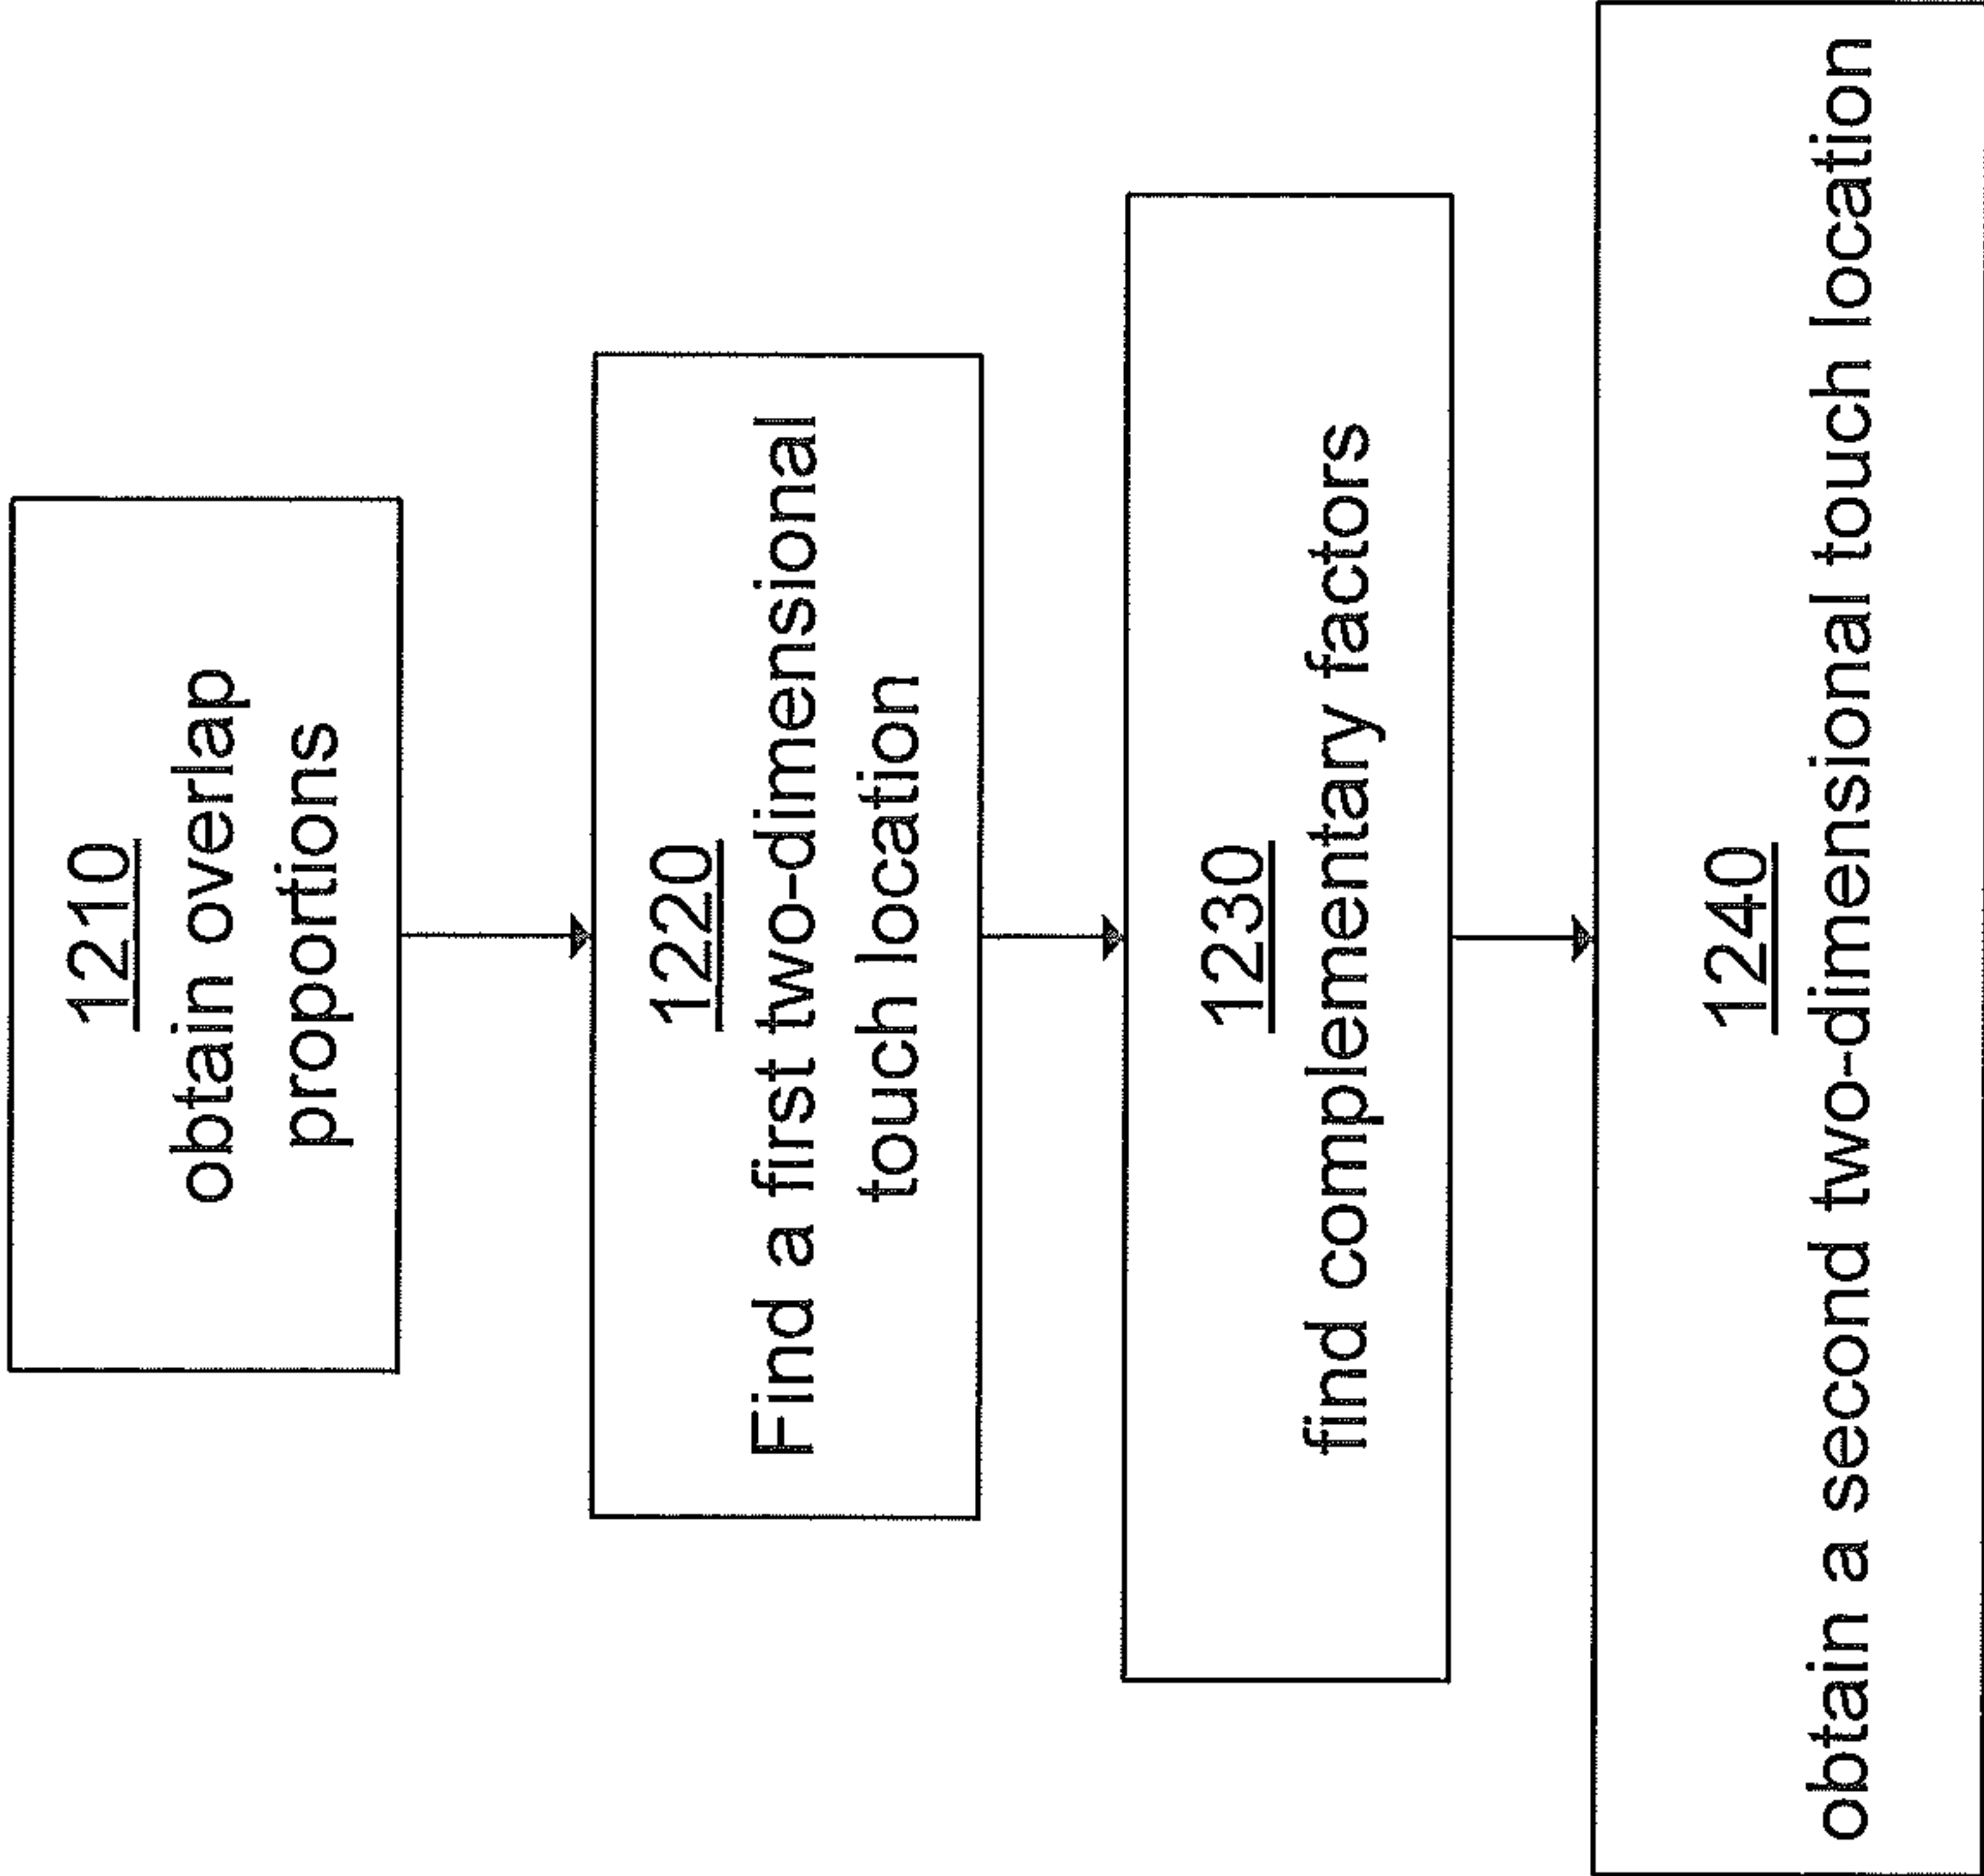 1210
obtain overlap
proportions
1220
Find a first two-dimensional
touch location
1230
find complementary factors
1240
obtain a second two-dimensional touch location